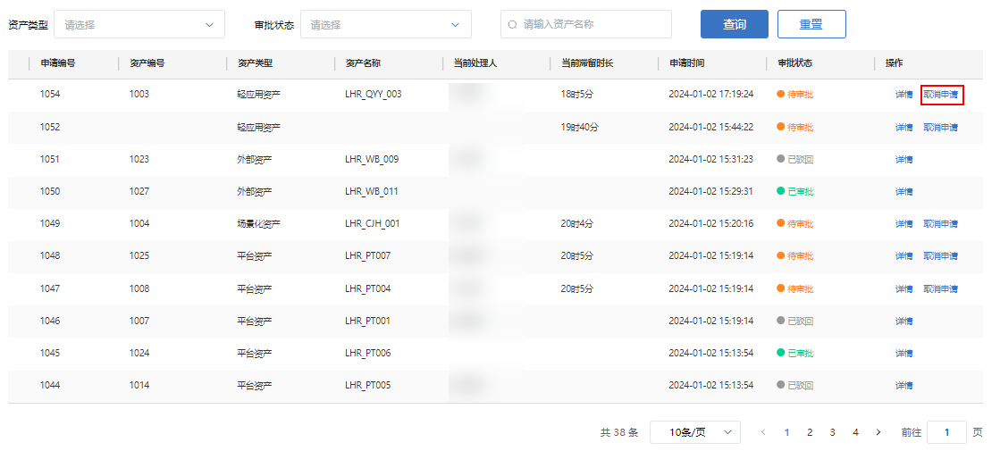 资产类型 请选择 审批状态 请选择 请输入资产名称 查询 重置
申请编号 资产编号 资产类型 资产名称 当前处理人 当前滞留时长 申请时间 审批状态 操作
1054 1003 轻应用资产 LHR_QYY_003 18时5分 2024-01-02 17:19:24 待审批 详情 取消申请
1052 轻应用资产 19时40分 2024-01-02 15:44:22 待审批 详情 取消申请
1051 1023 外部资产 LHR_WB_009 2024-01-02 15:31:23 已驳回 详情
1050 1027 外部资产 LHR_WB_011 2024-01-02 15:29:31 已审批 详情
1049 1004 场景化资产 LHR_CJH_001 20时4分 2024-01-02 15:20:16 待审批 详情 取消申请
1048 1025 平台资产 LHR_PT007 20时5分 2024-01-02 15:19:14 待审批 详情 取消申请
1047 1008 平台资产 LHR_PT004 20时5分 2024-01-02 15:19:14 待审批 详情 取消申请
1046 1007 平台资产 LHR_PT001 2024-01-02 15:19:14 已驳回 详情
1045 1024 平台资产 LHR_PT006 2024-01-02 15:13:54 已审批 详情
1044 1014 平台资产 LHR_PT005 2024-01-02 15:13:54 已驳回 详情
共 38 条 10条/页 1 2 3 4 前往 1 页